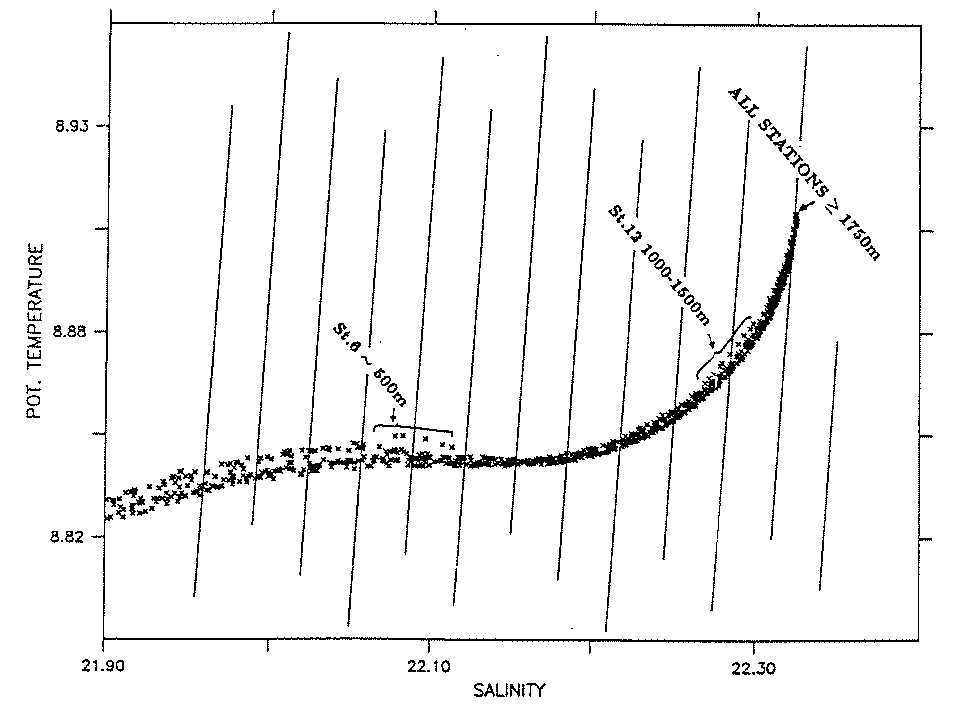 8.93
8.88
8.82
POT. TEMPERATURE
ALL STATIONS ≥ 1750m
St.12 1000-1500m
St.6 ~ 500m
21.90
22.10
22.30
SALINITY